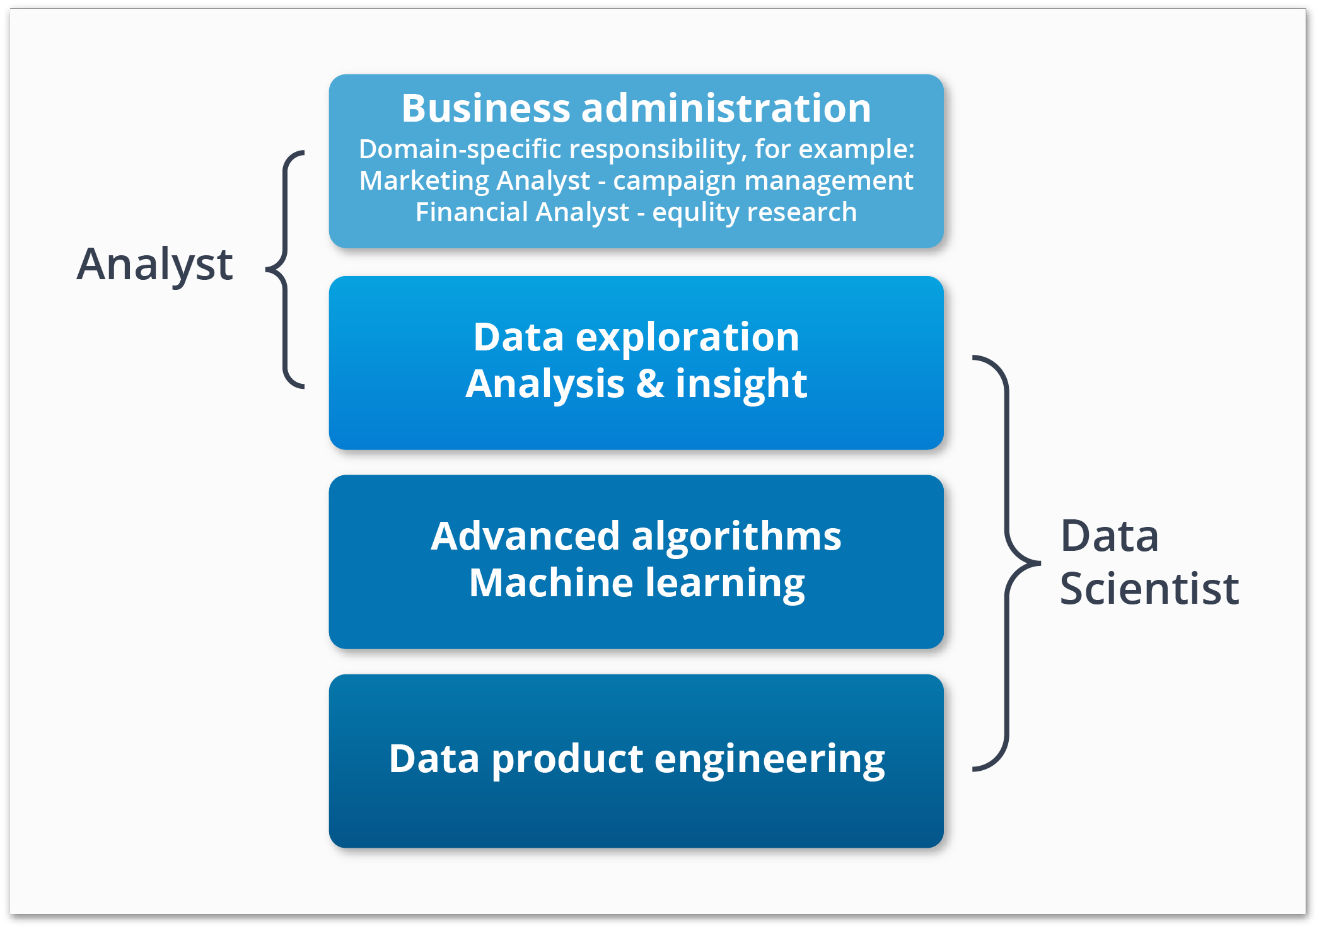 Business administration
Domain-specific responsibility, for example:
Marketing Analyst - campaign management
Financial Analyst - equlity research
Analyst
Data exploration
Analysis & insight
Advanced algorithms
Machine learning
Data
Scientist
Data product engineering